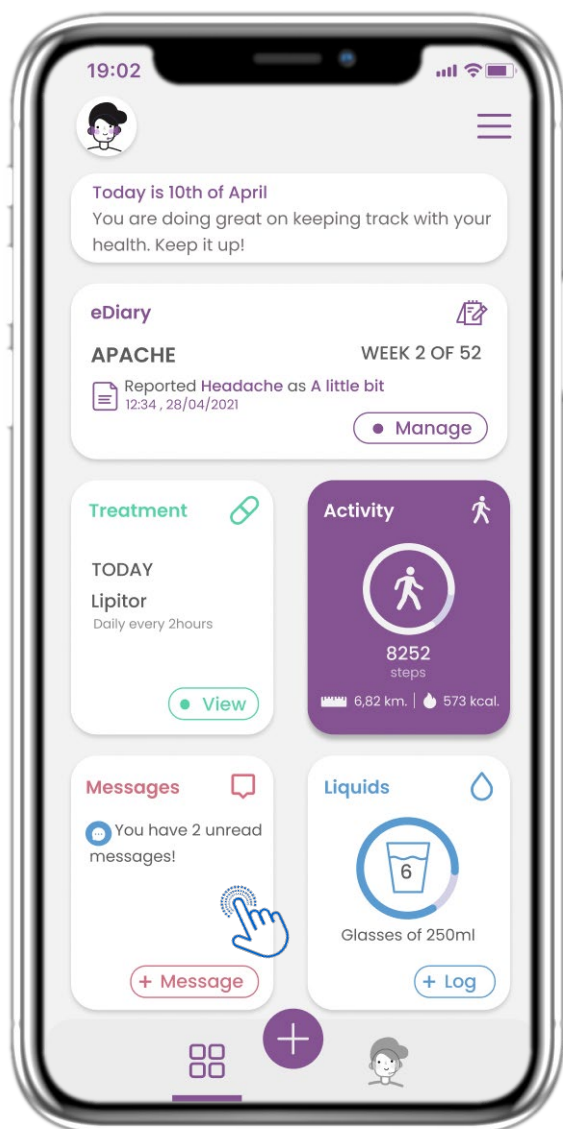 19:02
Today is 10th of April
You are doing great on keeping track with your
health. Keep it up!
eDiary
APACHE
WEEK 2 OF 52
Reported Headache as A little bit
12:34 , 28/04/2021
Manage
Treatment
TODAY
Lipitor
Daily every 2hours
View
Activity
8252
steps
6,82 km. | 573 kcal.
Messages
You have 2 unread
messages!
+ Message
Liquids
6
Glasses of 250ml
+ Log